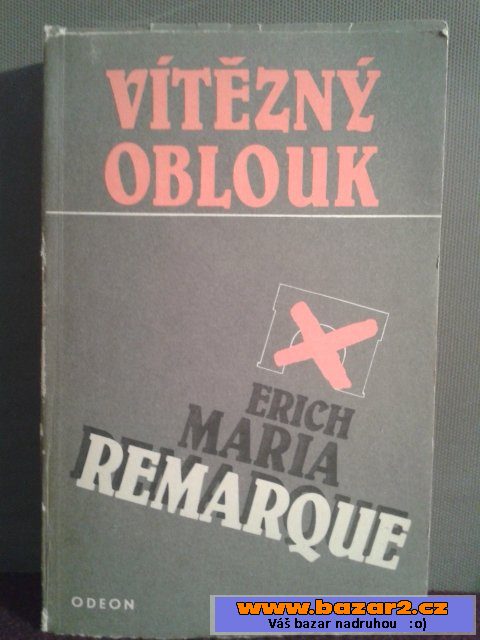 VÍTĚZNÝ
OBLOUK
ERICH
MARIA
REMARQUE
ODEON
www.bazar2.cz
Váš bazar nadruhou :o)